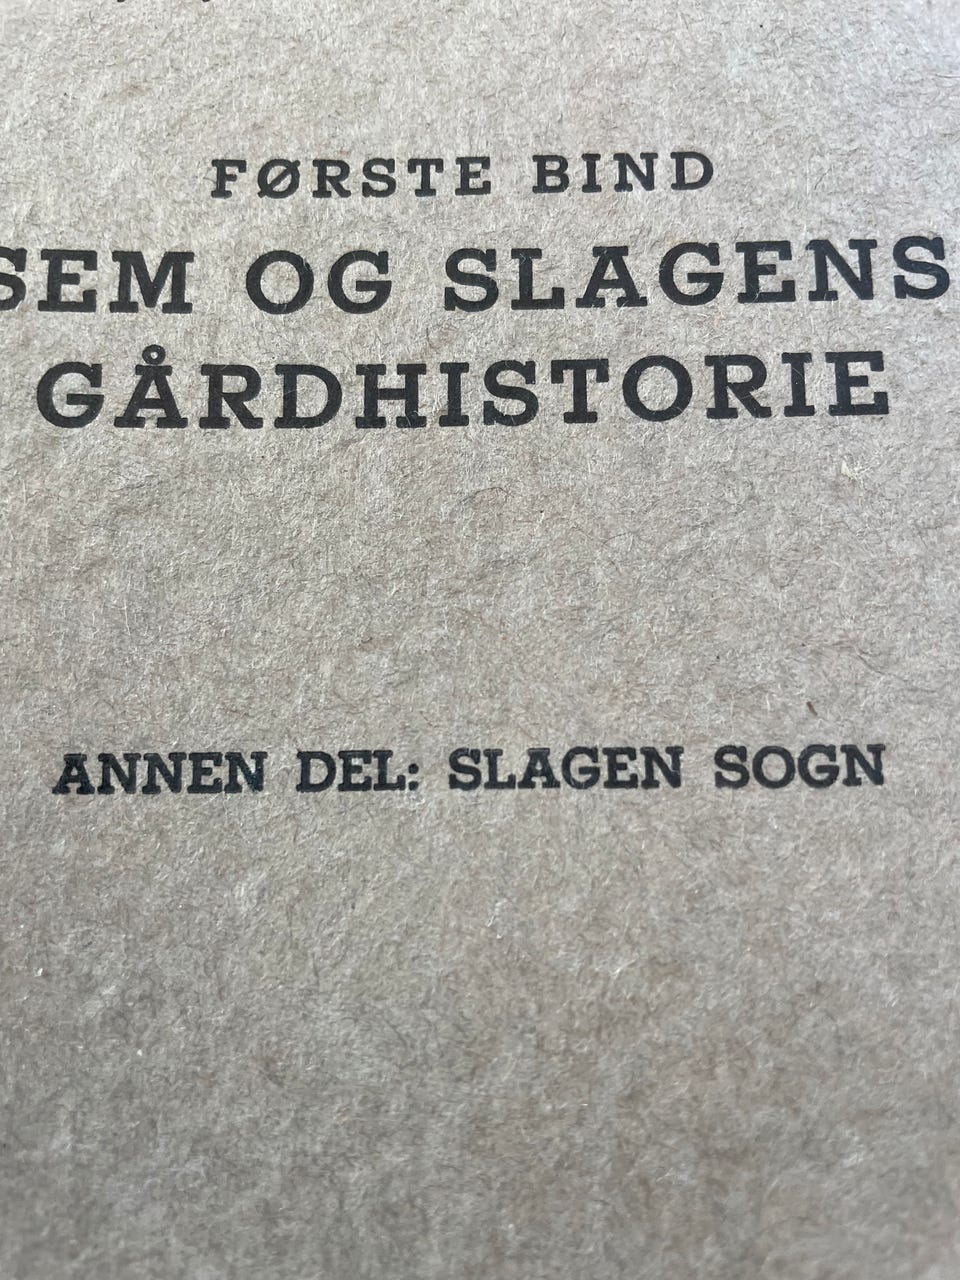 FØRSTE BIND
SEM OG SLAGENS
GÅRDHISTORIE
ANNEN DEL: SLAGEN SOGN